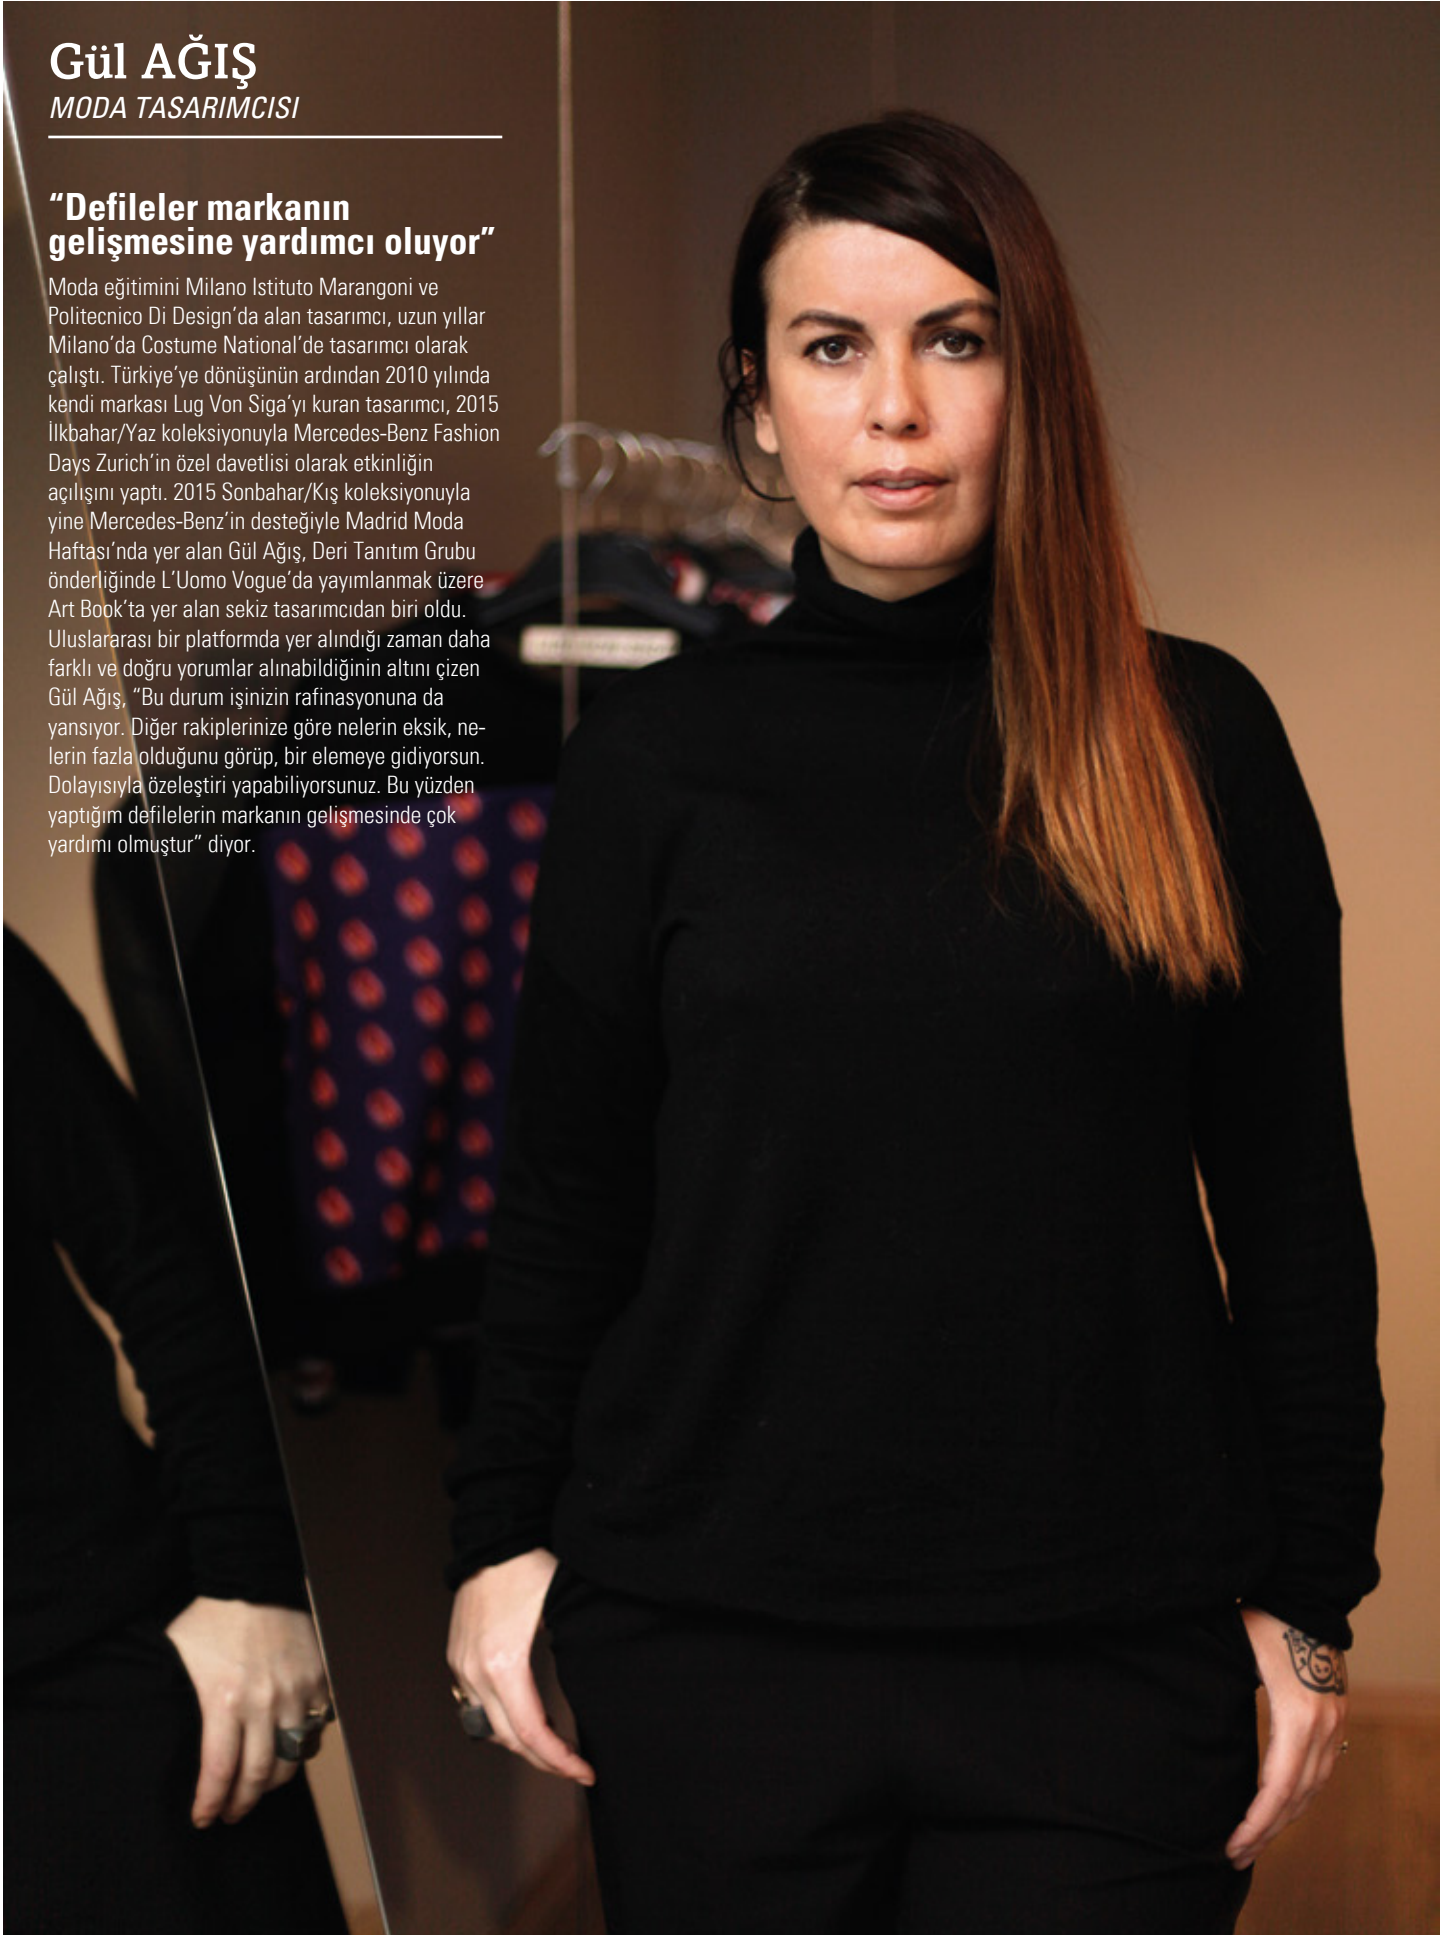 Gül AĞIŞ
MODA TASARIMCISI
“Defileler markanın
gelişmesine yardımcı oluyor”
Moda eğitimini Milano Istituto Marangoni ve
Politecnico Di Design’da alan tasarımcı, uzun yıllar
Milano’da Costume National’de tasarımcı olarak
çalıştı. Türkiye’ye dönüşünün ardından 2010 yılında
kendi markası Lug Von Siga’yı kuran tasarımcı, 2015
İlkbahar/Yaz koleksiyonuyla Mercedes-Benz Fashion
Days Zurich’in özel davetlisi olarak etkinliğin
açılışını yaptı. 2015 Sonbahar/Kış koleksiyonuyla
yine Mercedes-Benz’in desteğiyle Madrid Moda
Haftası’nda yer alan Gül Ağış, Deri Tanıtım Grubu
önderliğinde L’Uomo Vogue’da yayımlanmak üzere
Art Book’ta yer alan sekiz tasarımcıdan biri oldu.
Uluslararası bir platformda yer alındığı zaman daha
farklı ve doğru yorumlar alınabildiğinin altını çizen
Gül Ağış, “Bu durum işinizin rafinasyonuna da
yansıyor. Diğer rakiplerinize göre nelerin eksik, ne-
lerin fazla olduğunu görüp, bir elemeye gidiyorsun.
Dolayısıyla özeleştiri yapabiliyorsunuz. Bu yüzden
yaptığım defilelerin markanın gelişmesinde çok
yardımı olmuştur” diyor.